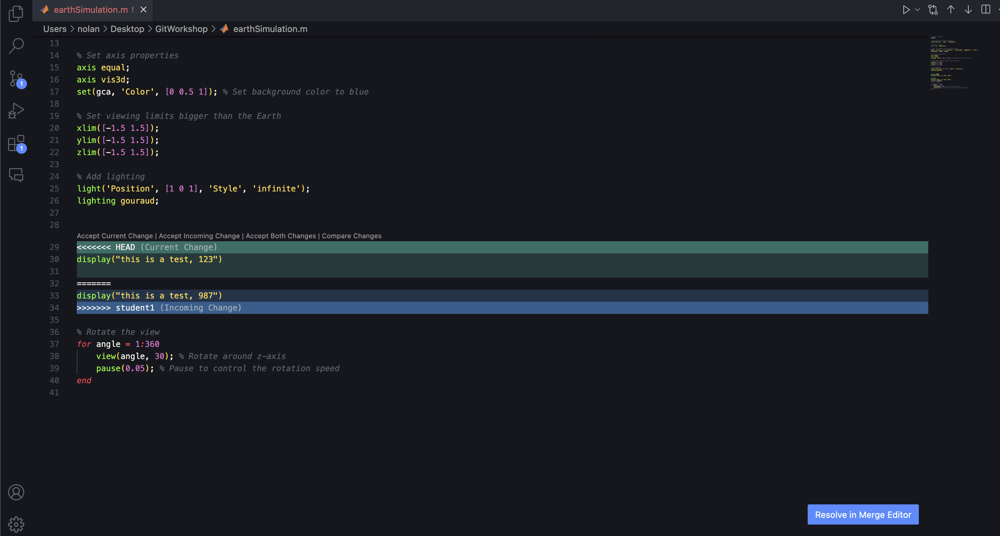 earthSimulation.m !
Users > nolan > Desktop > GitWorkshop > earthSimulation.m
13
14 % Set axis properties
15 axis equal;
16 axis vis3d;
17 set(gca, 'Color', [0 0.5 1]); % Set background color to blue
18
19 % Set viewing limits bigger than the Earth
20 xlim([-1.5 1.5]);
21 ylim([-1.5 1.5]);
22 zlim([-1.5 1.5]);
23
24 % Add lighting
25 light('Position', [1 0 1], 'Style', 'infinite');
26 lighting gouraud;
27
28
Accept Current Change | Accept Incoming Change | Accept Both Changes | Compare Changes
29 <<<<<<< HEAD (Current Change)
30 display("this is a test, 123")
31
32 =======
33 display("this is a test, 987")
34 >>>>>>> student1 (Incoming Change)
35
36 % Rotate the view
37 for angle = 1:360
38     view(angle, 30); % Rotate around z-axis
39     pause(0.05); % Pause to control the rotation speed
40 end
41
1
1
Resolve in Merge Editor